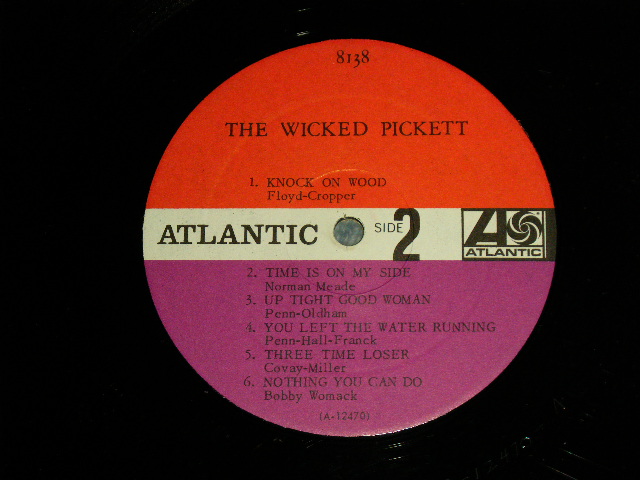 8138
THE WICKED PICKETT
1. KNOCK ON WOOD
Floyd-Cropper
ATLANTIC
SIDE 2
ATLANTIC
2. TIME IS ON MY SIDE
Norman Meade
3. UP TIGHT GOOD WOMAN
Penn-Oldham
4. YOU LEFT THE WATER RUNNING
Penn-Hall-Franck
5. THREE TIME LOSER
Covay-Miller
6. NOTHING YOU CAN DO
Bobby Womack
(A-12470)